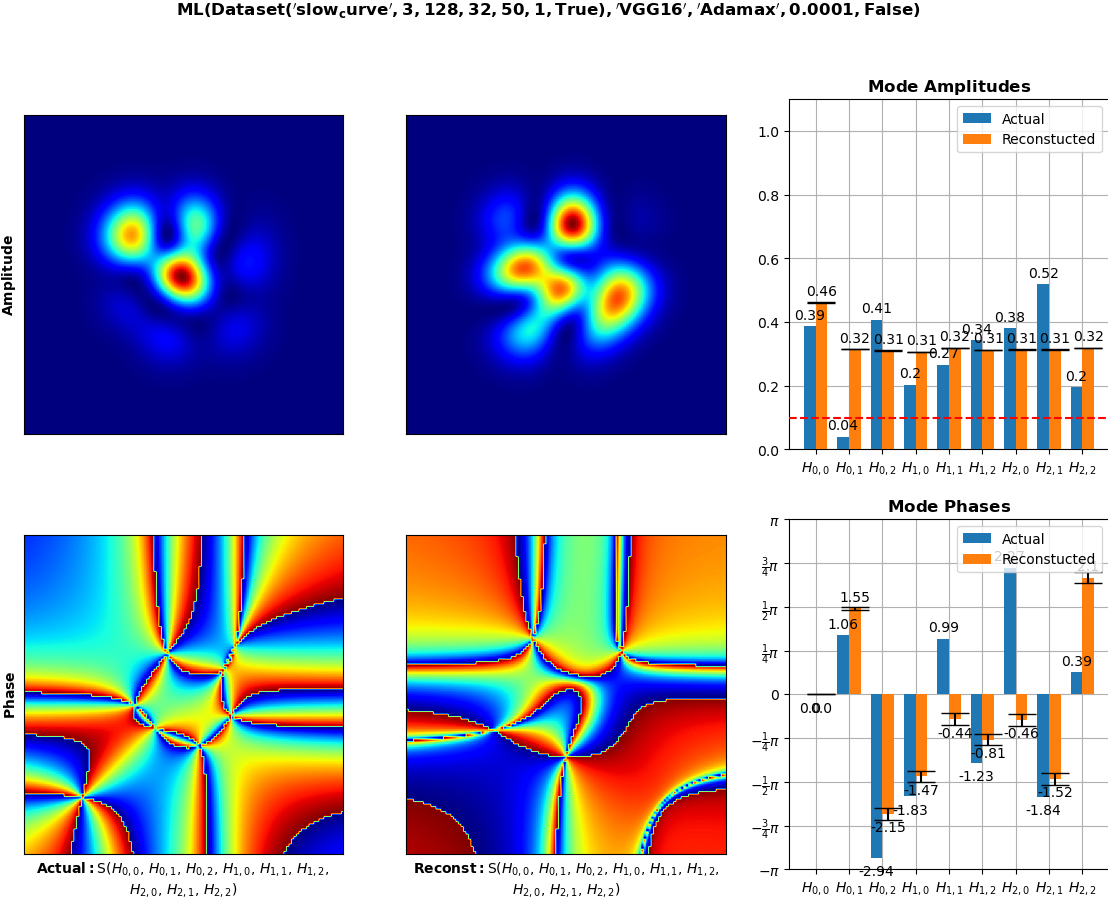 ML(Dataset('slow_curve', 3, 128, 32, 50, 1, True), 'VGG16', 'Adamax', 0.0001, False)
Amplitude
Mode Amplitudes
Actual
Reconstucted
1.0
0.8
0.6
0.4
0.2
0.0
0.39
0.46
0.04
0.32
0.41
0.31
0.2
0.31
0.27
0.32
0.34
0.31
0.38
0.31
0.52
0.31
0.2
0.32
H0,0 H0,1 H0,2 H1,0 H1,1 H1,2 H2,0 H2,1 H2,2
Phase
Actual: S(H0,0, H0,1, H0,2, H1,0, H1,1, H1,2,
H2,0, H2,1, H2,2)
Reconst: S(H0,0, H0,1, H0,2, H1,0, H1,1, H1,2,
H2,0, H2,1, H2,2)
Mode Phases
Actual
Reconstucted
π
3/4π
1/2π
1/4π
0
−1/4π
−1/2π
−3/4π
−π
0.0
0.0
1.06
1.55
-2.94
-2.15
-1.83
-1.47
0.99
-0.44
-1.23
-0.81
-0.46
-1.84
-1.52
0.39
2.1
H0,0 H0,1 H0,2 H1,0 H1,1 H1,2 H2,0 H2,1 H2,2